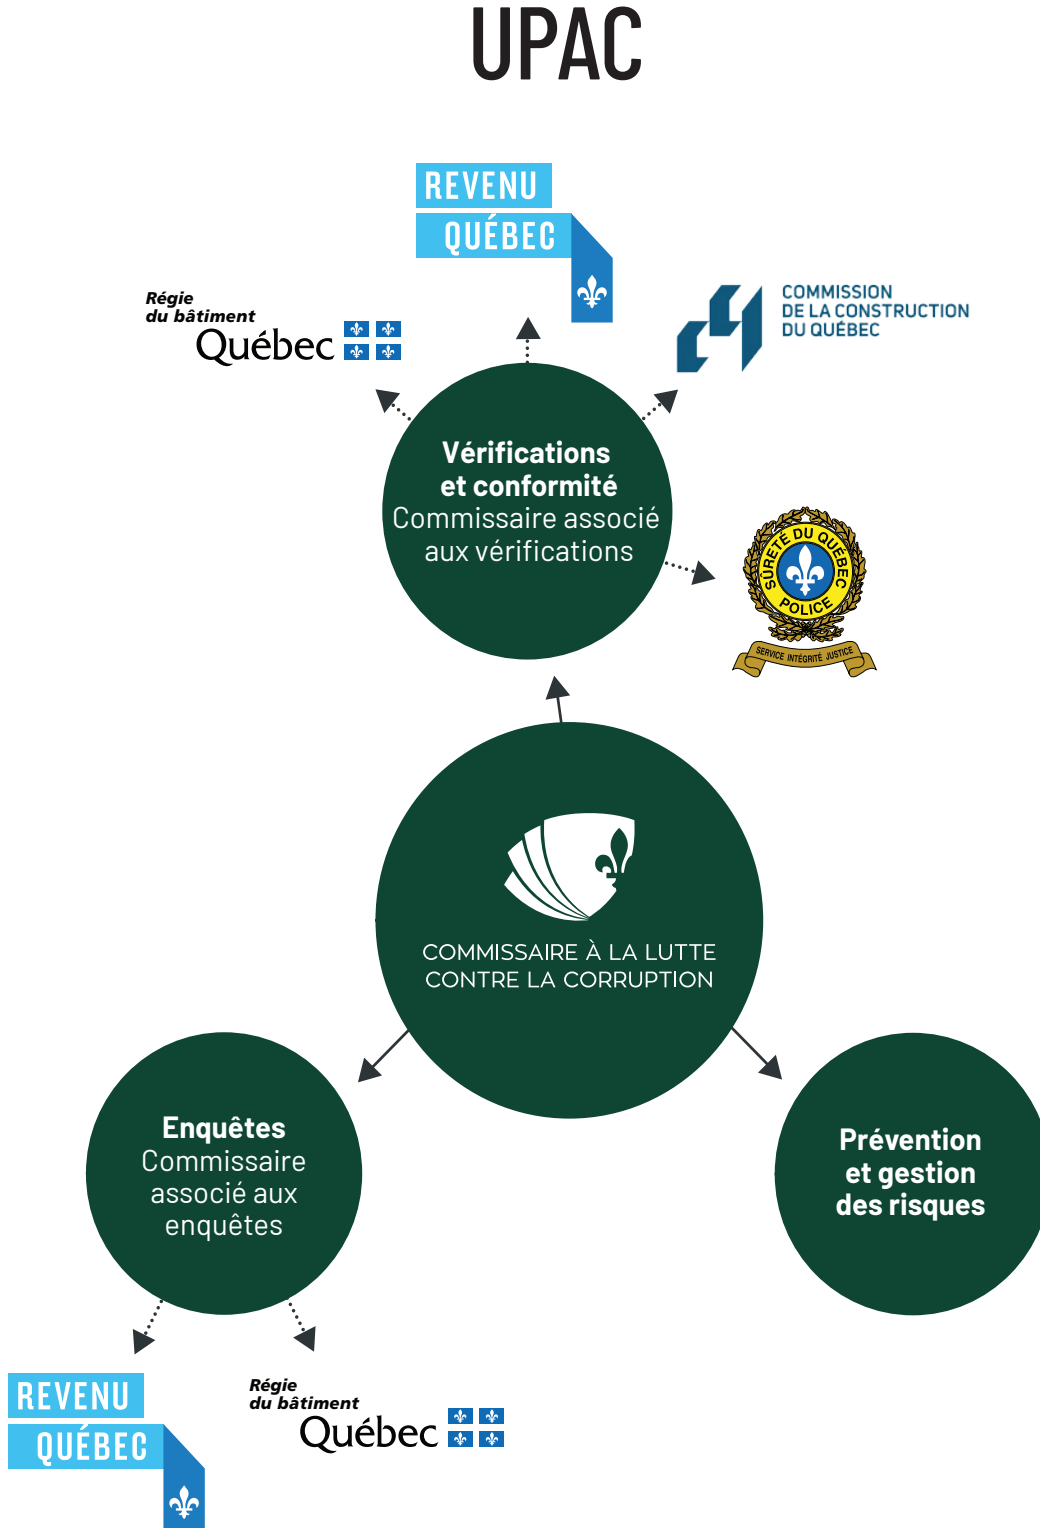 UPAC
REVENU
QUÉBEC
Régie
du bâtiment
Québec
COMMISSION
DE LA CONSTRUCTION
DU QUÉBEC
Vérifications
et conformité
Commissaire associé
aux vérifications
SÛRETÉ DU QUÉBEC
POLICE
SERVICE INTÉGRITÉ JUSTICE
COMMISSAIRE À LA LUTTE
CONTRE LA CORRUPTION
Enquêtes
Commissaire
associé aux
enquêtes
Prévention
et gestion
des risques
REVENU
QUÉBEC
Régie
du bâtiment
Québec